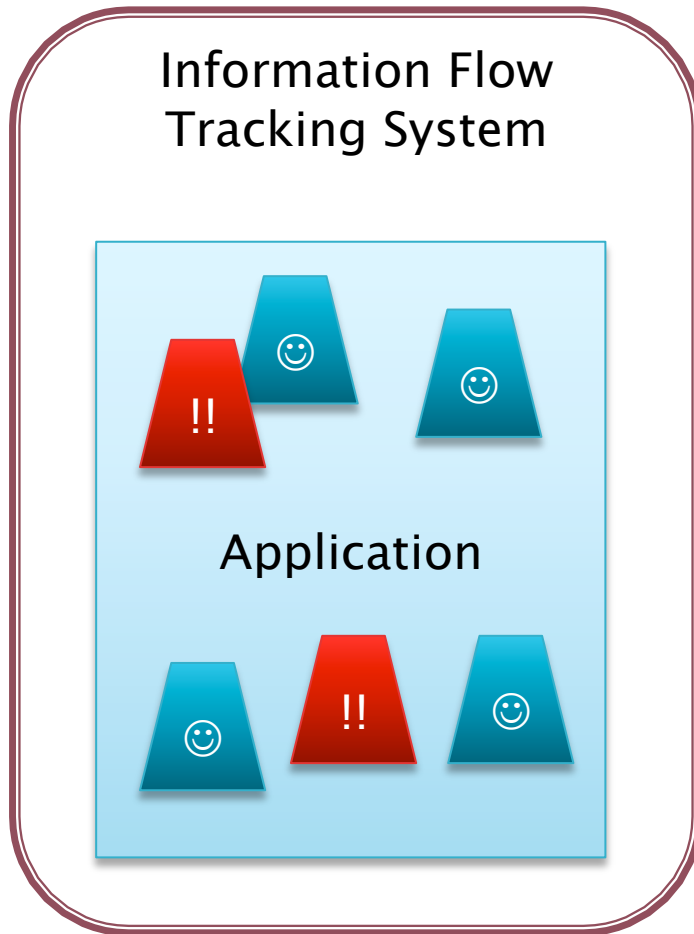 Information Flow
Tracking System
☺
☺
!!
Application
☺
!!
☺